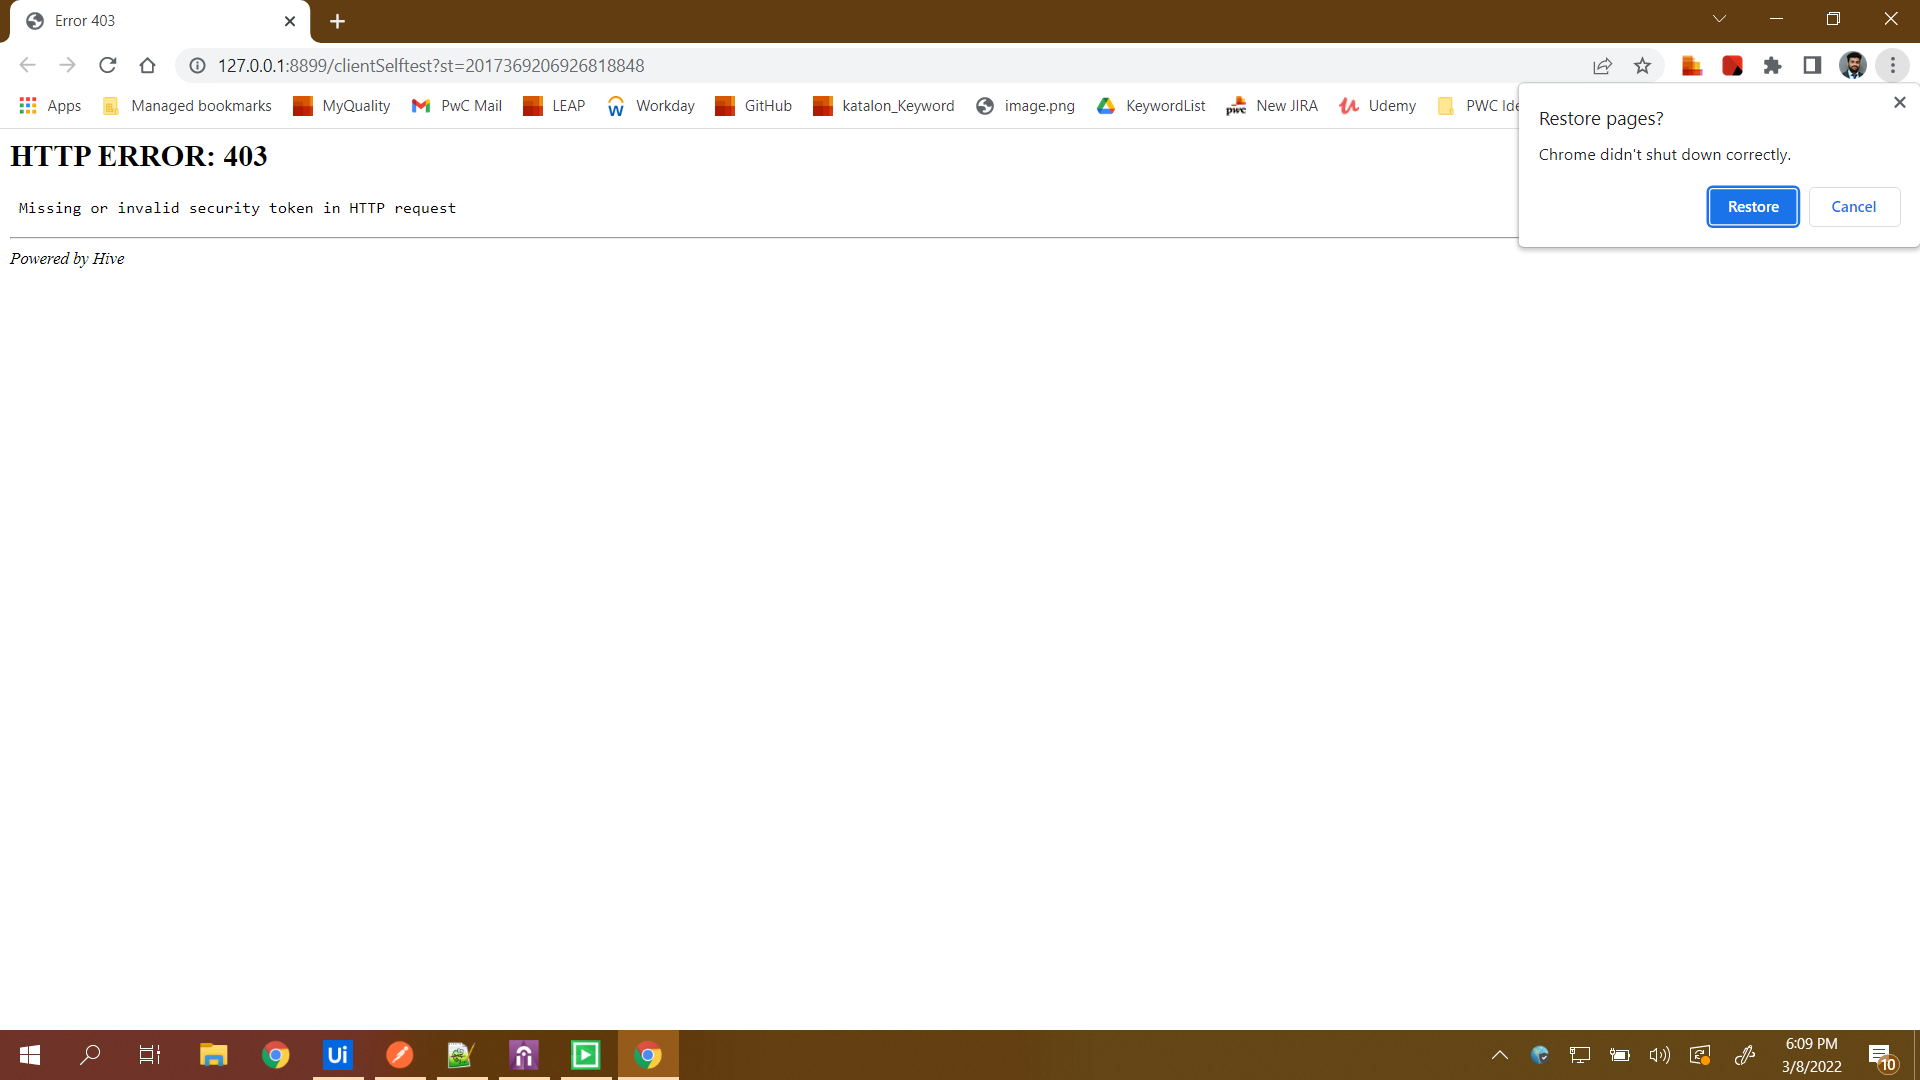 Error 403
127.0.0.1:8899/clientSelftest?st=2017369206926818848
Apps Managed bookmarks MyQuality PwC Mail LEAP Workday GitHub katalon_Keyword image.png KeywordList pwc New JIRA Udemy PWC Ide
HTTP ERROR: 403
Missing or invalid security token in HTTP request
Powered by Hive
Restore pages?
Chrome didn't shut down correctly.
Restore Cancel
Ui
6:09 PM
3/8/2022
10